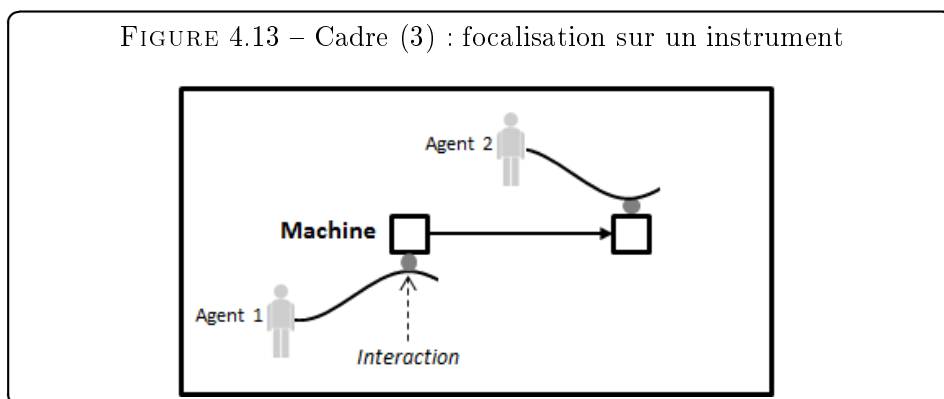 FIGURE 4.13 – Cadre (3) : focalisation sur un instrument
Agent 2
Machine
Agent 1
Interaction